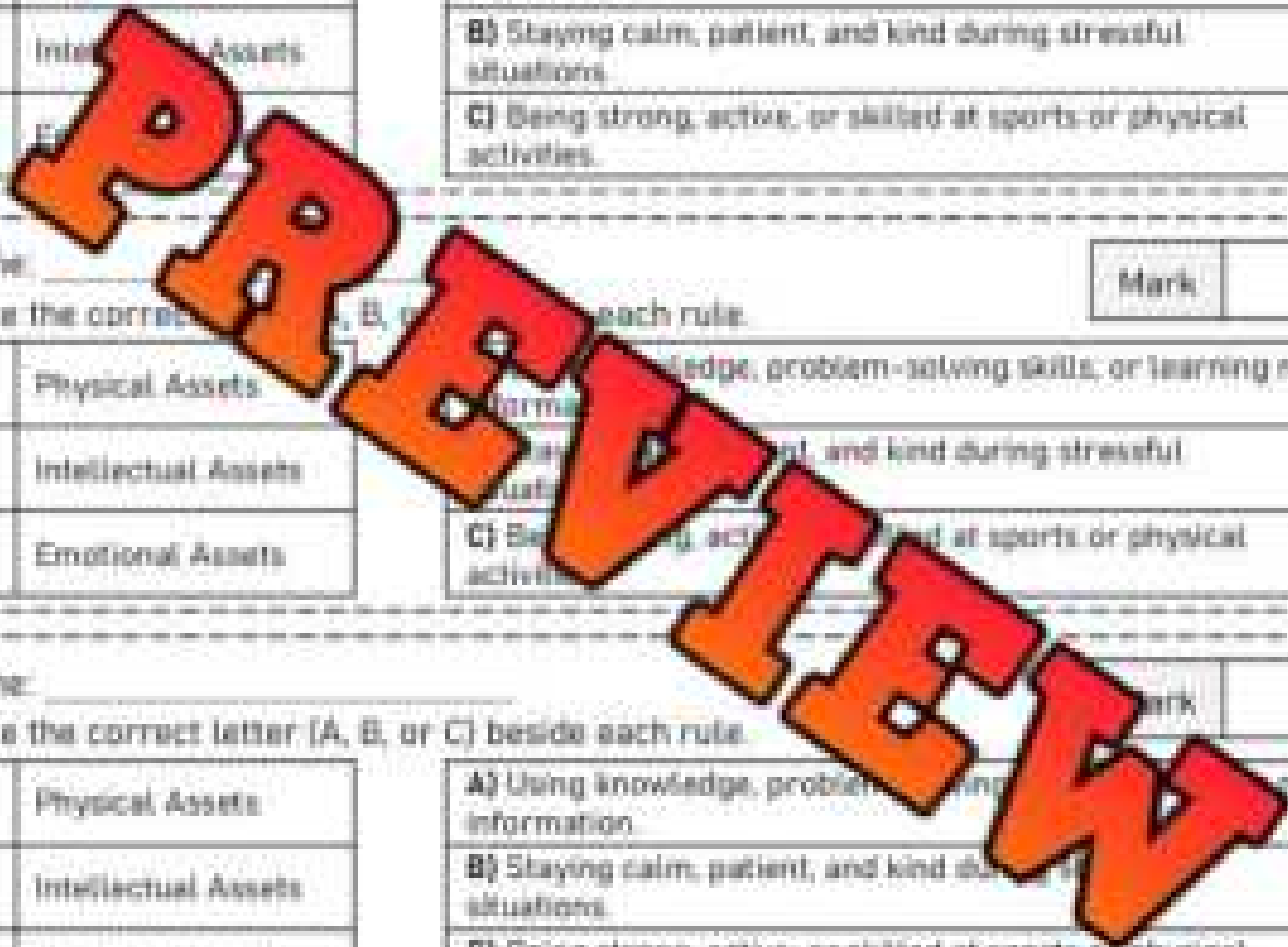 Assets
B) Staying calm, patient, and kind during stressful
situations.
C) Being strong, active, or skilled at sports or physical
activities.
PREVIEW
Mark
the correct , B, each rule.
Physical Assets
problem-solving skills, or learning
Intellectual Assets
and kind during stressful
Emotional Assets
C) at sports or physical
the correct letter (A, B, or C) beside each rule.
Physical Assets
A) Using knowledge,
information.
Intellectual Assets
B) Staying calm, patient, and kind
situations.